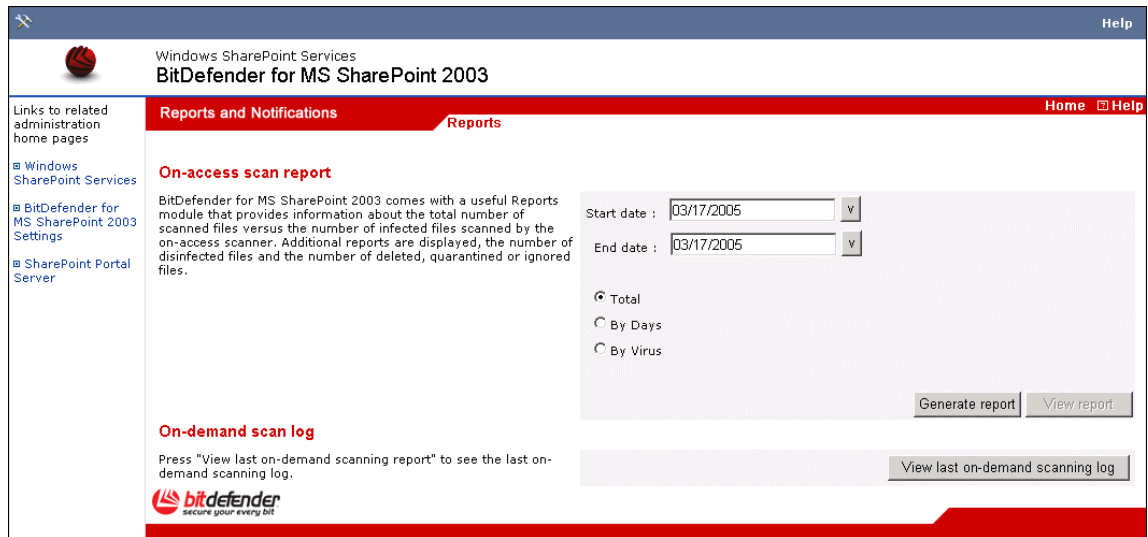 Help
Windows SharePoint Services
BitDefender for MS SharePoint 2003
Links to related
administration
home pages
Windows
SharePoint Services
BitDefender for
MS SharePoint 2003
Settings
SharePoint Portal
Server
Reports and Notifications
Reports
Home ? Help
On-access scan report
BitDefender for MS SharePoint 2003 comes with a useful Reports
module that provides information about the total number of
scanned files versus the number of infected files scanned by the
on-access scanner. Additional reports are displayed, the number of
disinfected files and the number of deleted, quarantined or ignored
files.
Start date : 03/17/2005 v
End date : 03/17/2005 v
Total
By Days
By Virus
Generate report View report
On-demand scan log
Press "View last on-demand scanning report" to see the last on-
demand scanning log.
View last on-demand scanning log
bitdefender
secure your every bit